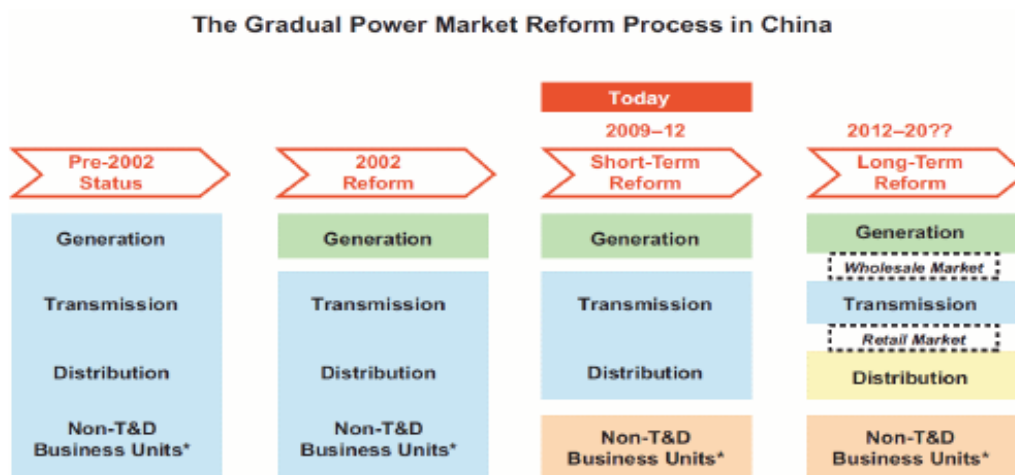 The Gradual Power Market Reform Process in China
Today
2009–12
2012–20??
Pre-2002
Status
2002
Reform
Short-Term
Reform
Long-Term
Reform
Generation
Transmission
Distribution
Non-T&D
Business Units*
Generation
Transmission
Distribution
Non-T&D
Business Units*
Generation
Transmission
Distribution
Non-T&D
Business Units*
Generation
Wholesale Market
Transmission
Retail Market
Distribution
Non-T&D
Business Units*